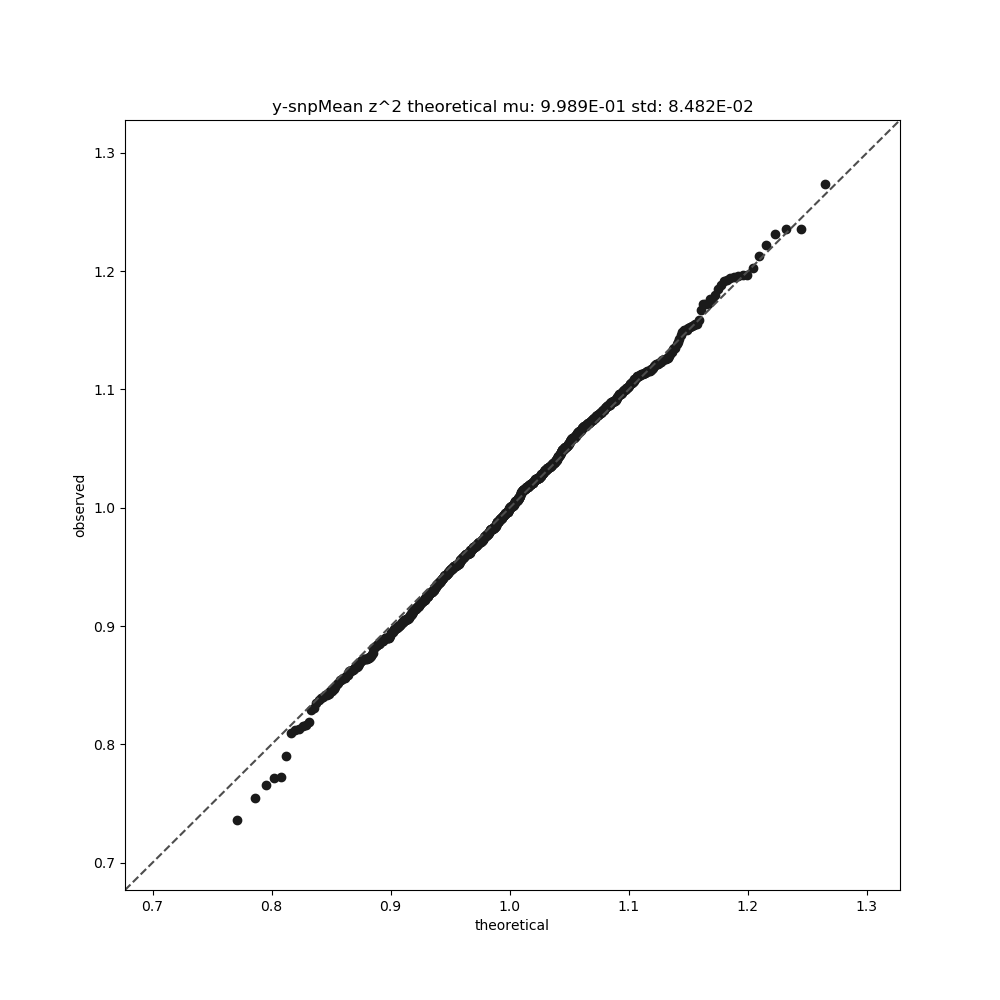 y-snpMean z^2 theoretical mu: 9.989E-01 std: 8.482E-02
1.3
1.2
1.1
1.0
0.9
0.8
0.7
observed
0.7 0.8 0.9 1.0 1.1 1.2 1.3
theoretical